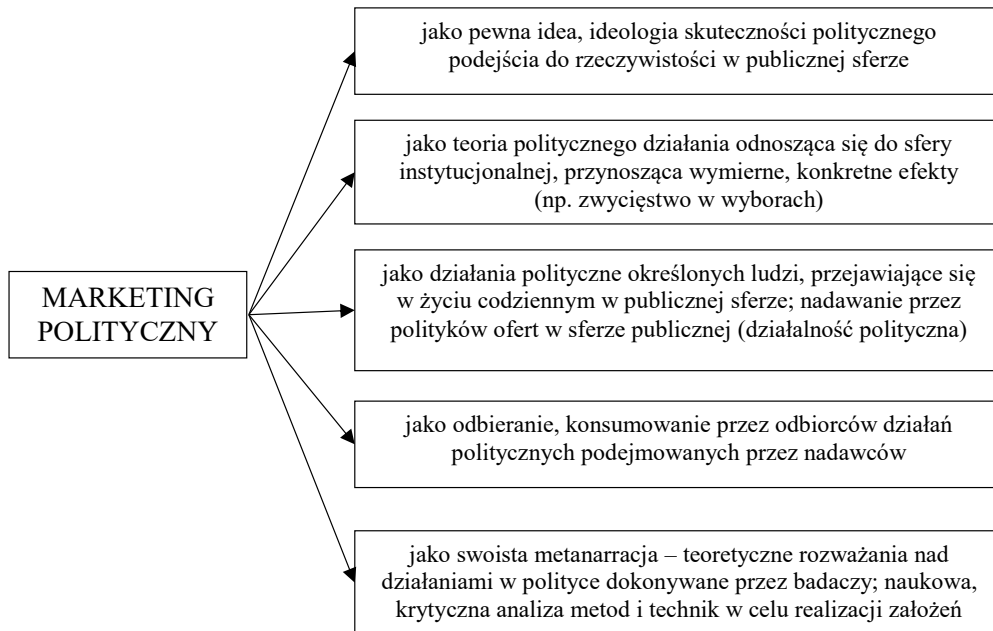 jako pewna idea, ideologia skuteczności politycznego
podejścia do rzeczywistości w publicznej sferze
jako teoria politycznego działania odnosząca się do sfery
instytucjonalnej, przynosząca wymierne, konkretne efekty
(np. zwycięstwo w wyborach)
MARKETING
POLITYCZNY
jako działania polityczne określonych ludzi, przejawiające się
w życiu codziennym w publicznej sferze; nadawanie przez
polityków ofert w sferze publicznej (działalność polityczna)
jako odbieranie, konsumowanie przez odbiorców działań
politycznych podejmowanych przez nadawców
jako swoista metanarracja – teoretyczne rozważania nad
działaniami w polityce dokonywane przez badaczy; naukowa,
krytyczna analiza metod i technik w celu realizacji założeń